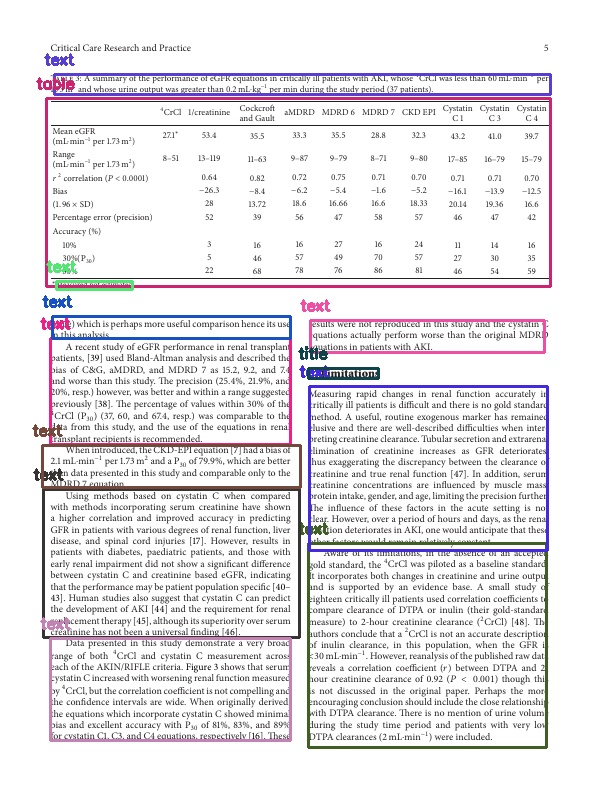 Critical Care Research and Practice 5
text
3: A summary of the performance of eGFR equations in critically ill patients with AKI, whose 4CrCl was less than 60 mL·min−1 per
and whose urine output was greater than 0.2 mL·kg−1 per min during the study period (37 patients).
table
4CrCl 1/creatinine Cockcroft and Gault aMDRD MDRD 6 MDRD 7 CKD EPI Cystatin C 1 Cystatin C 3 Cystatin C 4
Mean eGFR (mL·min−1 per 1.73 m2) 27.1* 53.4 35.5 33.3 35.5 28.8 32.3 43.2 41.0 39.7
Range (mL·min−1 per 1.73 m2) 8–51 13–119 11–63 9–87 9–79 8–71 9–80 17–85 16–79 15–79
r2 correlation (P < 0.0001) 0.64 0.82 0.72 0.75 0.71 0.70 0.71 0.71 0.70
Bias −26.3 −8.4 −6.2 −5.4 −1.6 −5.2 −16.1 −13.9 −12.5
(1.96 × SD) 28 13.2 18.6 16.66 16.6 18.33 20.14 19.36 16.6
Percentage error (precision) 52 39 56 47 58 57 46 47 42
Accuracy (%)
10% 3 16 16 27 16 24 11 14 16
30%(P30) 5 46 57 49 70 57 27 30 35
22 68 78 76 86 81 46 54 59
text
text
which is perhaps more useful comparison hence its use
in this analysis.
text
A recent study of eGFR performance in renal transplant
patients, [39] used Bland-Altman analysis and described the
bias of C&G, aMDRD, and MDRD 7 as 15.2, 9.2, and 7.4
and worse than this study. The precision (25.4%, 21.9%, and
20%, resp.) however, was better and within a range suggested
previously [38]. The percentage of values within 30% of the
4CrCl (P30) (37, 60, and 67.4, resp.) was comparable to the
data from this study, and the use of the equations in renal
transplant recipients is recommended.
text
When introduced, the CKD-EPI equation [7] had a bias of
2.1 mL·min−1 per 1.73 m2 and a P30 of 79.9%, which are better
than data presented in this study and comparable only to the
MDRD 7 equation.
text
Using methods based on cystatin C when compared
with methods incorporating serum creatinine have shown
a higher correlation and improved accuracy in predicting
GFR in patients with various degrees of renal function, liver
disease, and spinal cord injuries [17]. However, results in
patients with diabetes, paediatric patients, and those with
early renal impairment did not show a significant difference
between cystatin C and creatinine based eGFR, indicating
that the performance may be patient population specific [40–
43]. Human studies also suggest that cystatin C can predict
the development of AKI [44] and the requirement for renal
replacement therapy [45], although its superiority over serum
creatinine has not been a universal finding [46].
text
Data presented in this study demonstrate a very broad
range of both 4CrCl and cystatin C measurement across
each of the AKIN/RIFLE criteria. Figure 3 shows that serum
cystatin C increased with worsening renal function measured
by 4CrCl, but the correlation coefficient is not compelling and
the confidence intervals are wide. When originally derived
the equations which incorporate cystatin C showed minimal
bias and excellent accuracy with P30 of 81%, 83%, and 89%
for cystatin C1, C3, and C4 equations, respectively [16]. These
text
results were not reproduced in this study and the cystatin C
equations actually perform worse than the original MDRD
equations in patients with AKI.
title
Limitations
text
Measuring rapid changes in renal function accurately in
critically ill patients is difficult and there is no gold standard
method. A useful, routine exogenous marker has remained
elusive and there are well-described difficulties when inter-
preting creatinine clearance. Tubular secretion and extrarenal
elimination of creatinine increases as GFR deteriorates
thus exaggerating the discrepancy between the clearance of
creatinine and true renal function [47]. In addition, serum
creatinine concentrations are influenced by muscle mass,
protein intake, gender, and age, limiting the precision further.
The influence of these factors in the acute setting is not
clear. However, over a period of hours and days, as the renal
function deteriorates in AKI, one would anticipate that these
other factors would remain relatively constant.
text
Aware of its limitations, in the absence of an accepted
gold standard, the 4CrCl was piloted as a baseline standard.
It incorporates both changes in creatinine and urine output
and is supported by an evidence base. A small study of
eighteen critically ill patients used correlation coefficients to
compare clearance of DTPA or inulin (their gold-standard
measure) to 2-hour creatinine clearance (2CrCl) [48]. The
authors conclude that a 2CrCl is not an accurate description
of inulin clearance, in this population, when the GFR is
<30 mL·min−1. However, reanalysis of the published raw data
reveals a correlation coefficient (r) between DTPA and 2-
hour creatinine clearance of 0.92 (P < 0.001) though this
is not discussed in the original paper. Perhaps the more
encouraging conclusion should include the close relationship
with DTPA clearance. There is no mention of urine volume
during the study time period and patients with very low
DTPA clearances (2 mL·min−1) were included.